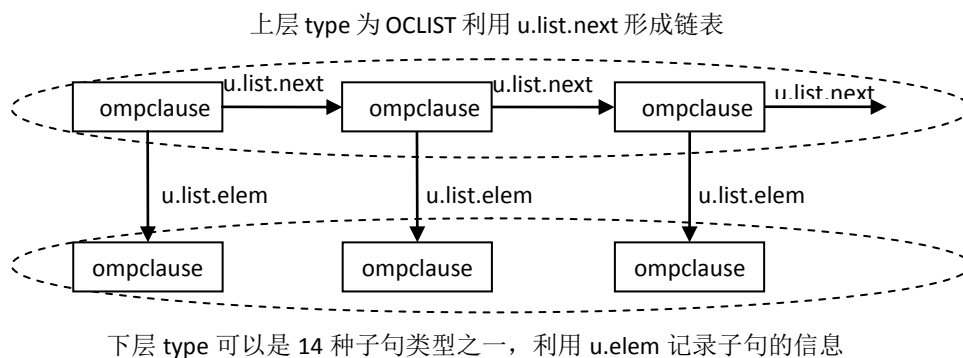 上层 type 为 OCLIST 利用 u.list.next 形成链表
u.list.next
u.list.next
u.list.next
ompclause
ompclause
ompclause
u.list.elem
u.list.elem
u.list.elem
ompclause
ompclause
ompclause
下层 type 可以是 14 种子句类型之一，利用 u.elem 记录子句的信息